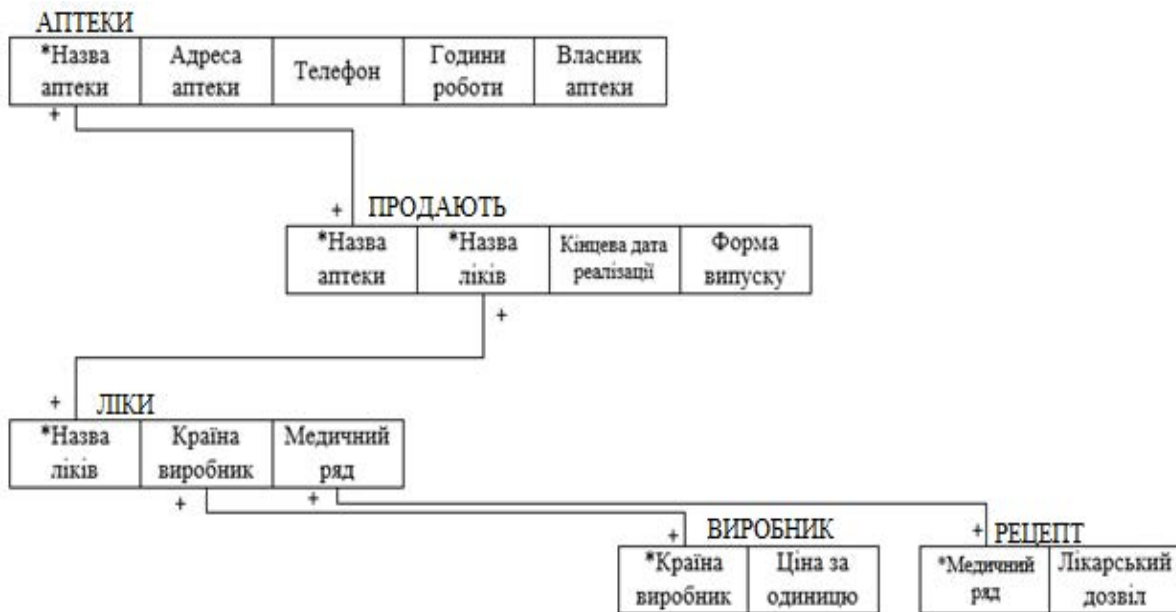 АПТЕКИ
*Назва Адреса Телефон Години Власник
аптеки аптеки роботи аптеки
+
+ ПРОДАЮТЬ
*Назва *Назва Кінцева дата Форма
аптеки ліків реалізації випуску
+
+ ЛІКИ
*Назва Країна Медичний
ліків виробник ряд
+ +
+ ВИРОБНИК + РЕЦЕПТ
*Країна Ціна за *Медичний Лікарський
виробник одиницю ряд дозвіл